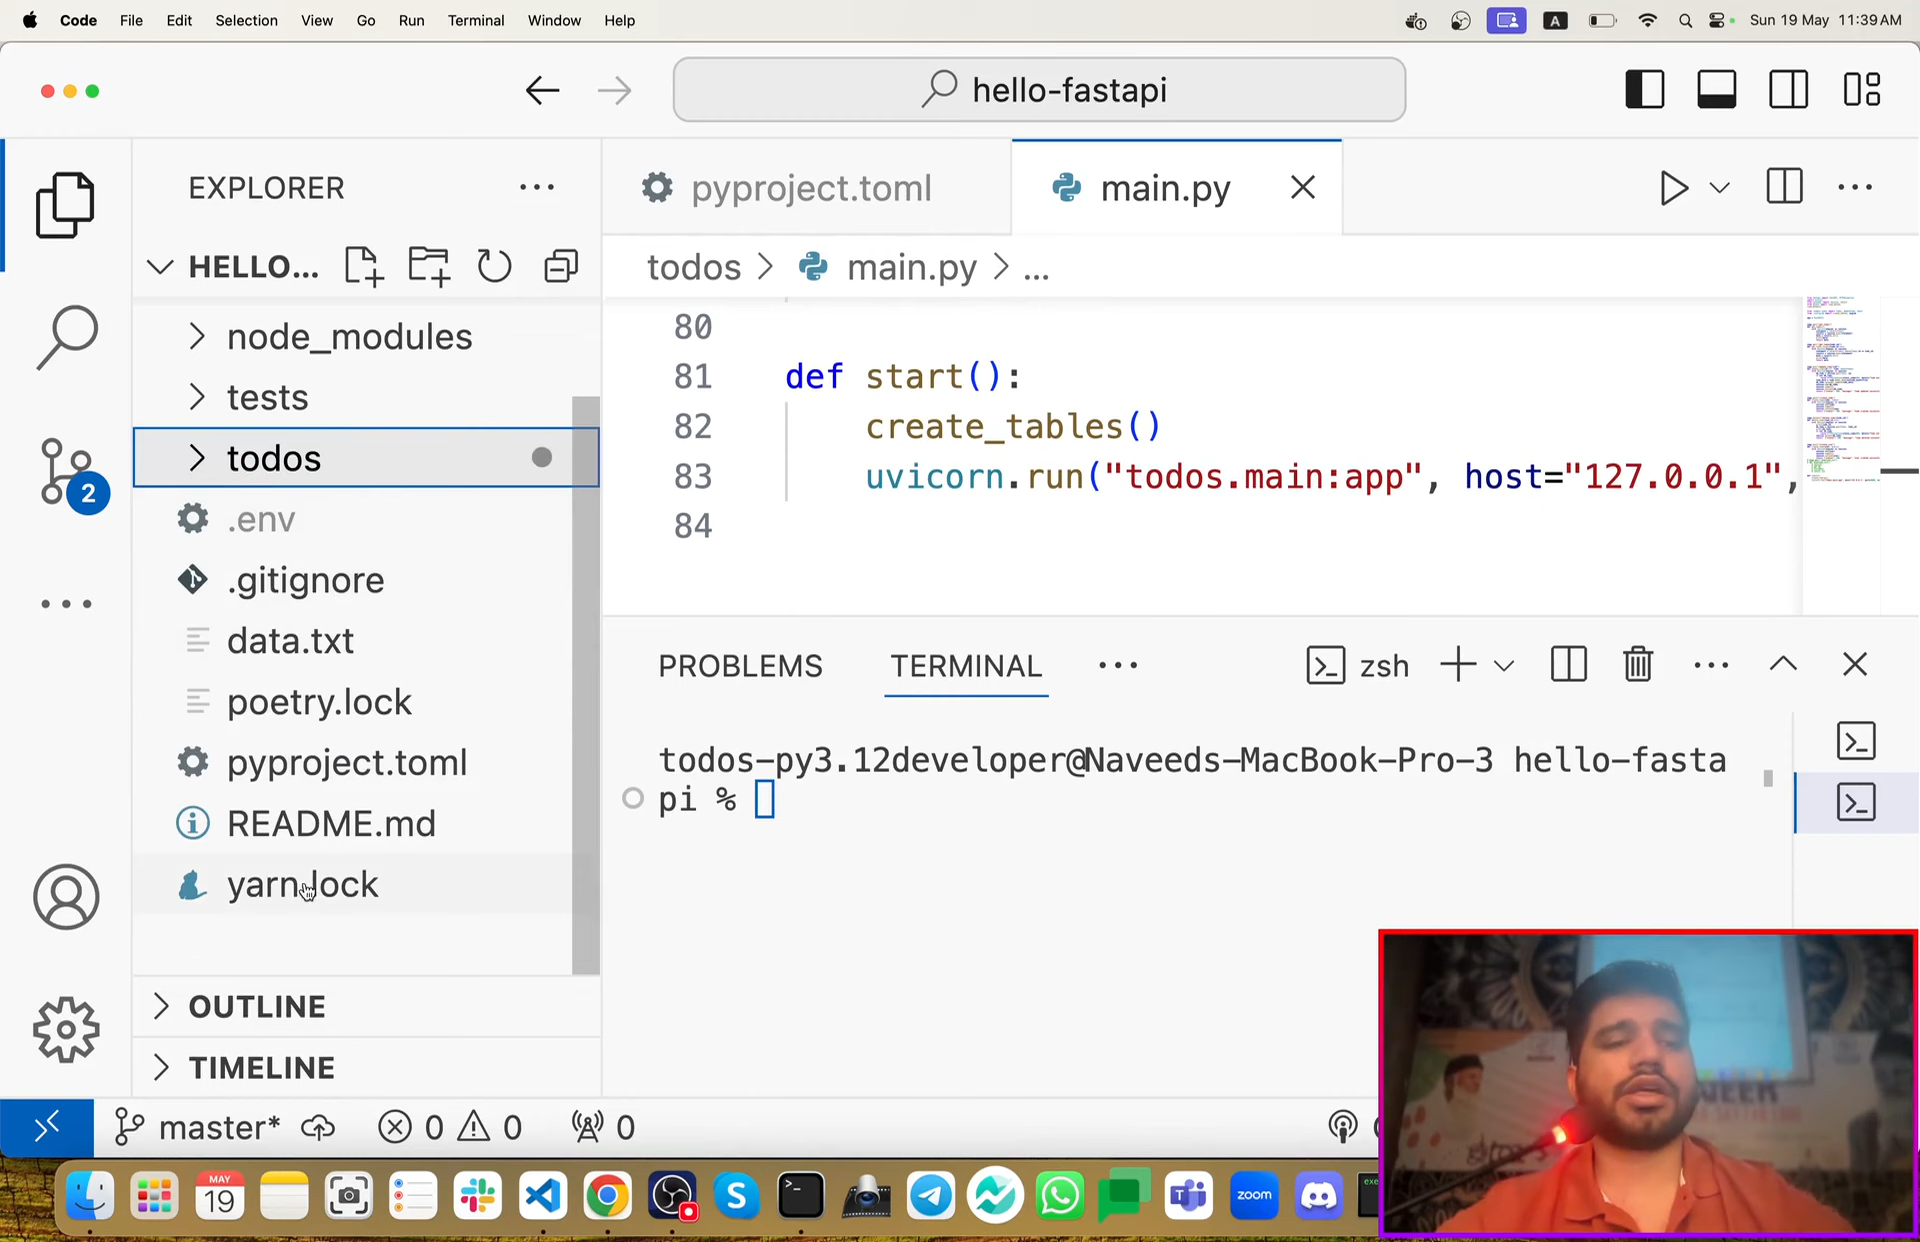 Code File Edit Selection View Go Run Terminal Window Help A Sun 19 May 11:39 AM
hello-fastapi
EXPLORER
HELLO...
node_modules
tests
todos
.env
.gitignore
data.txt
poetry.lock
pyproject.toml
README.md
yarn.lock
OUTLINE
TIMELINE
2
pyproject.toml main.py
todos > main.py > ...
80
81 def start():
82 create_tables()
83 uvicorn.run("todos.main:app", host="127.0.0.1",
84
PROBLEMS TERMINAL zsh
todos-py3.12developer@Naveeds-MacBook-Pro-3 hello-fasta
pi %
master* 0 0 0
MAY
19
S
zoom
exe